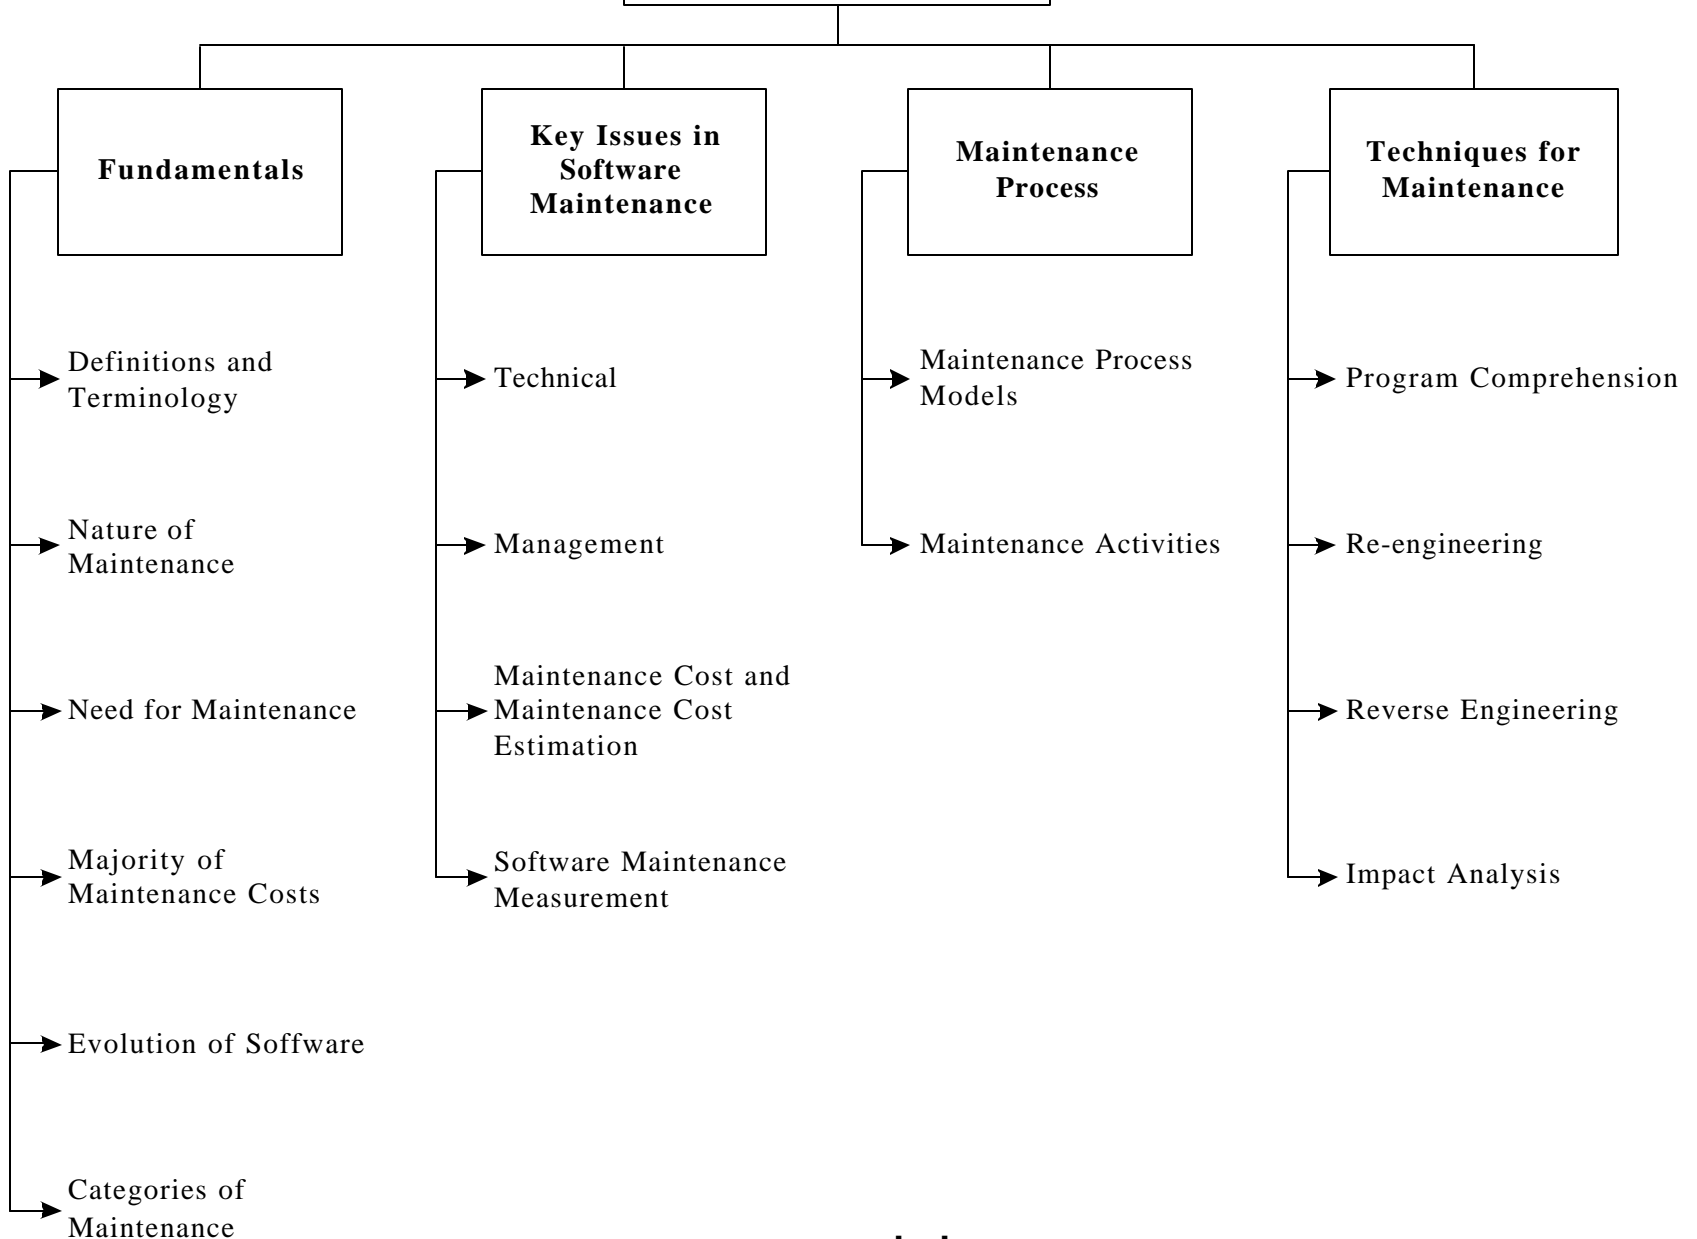 Fundamentals
Key Issues in
Software
Maintenance
Maintenance
Process
Techniques for
Maintenance
Definitions and
Terminology
Nature of
Maintenance
Need for Maintenance
Majority of
Maintenance Costs
Evolution of Soffware
Categories of
Maintenance
Technical
Management
Maintenance Cost and
Maintenance Cost
Estimation
Software Maintenance
Measurement
Maintenance Process
Models
Maintenance Activities
Program Comprehension
Re-engineering
Reverse Engineering
Impact Analysis